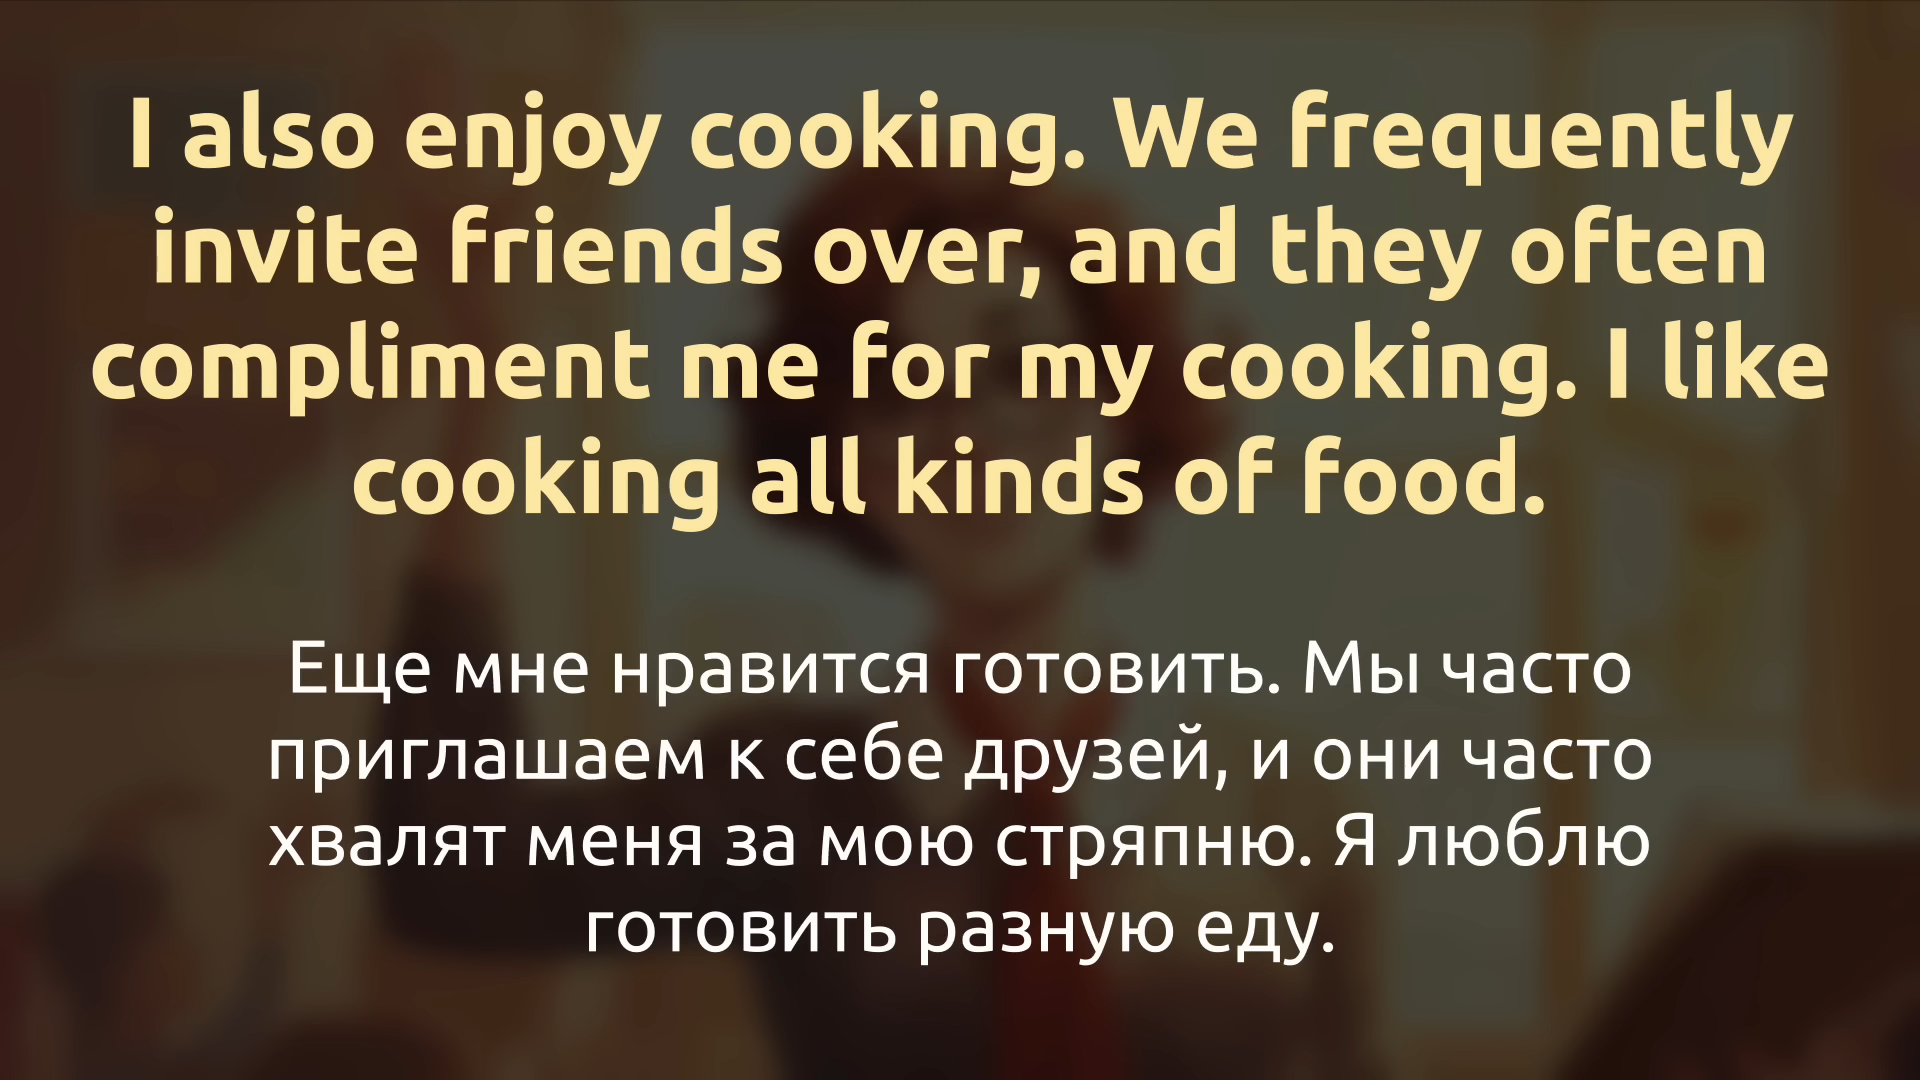 I also enjoy cooking. We frequently
invite friends over, and they often
compliment me for my cooking. I like
cooking all kinds of food.
Еще мне нравится готовить. Мы часто
приглашаем к себе друзей, и они часто
хвалят меня за мою стряпню. Я люблю
готовить разную еду.